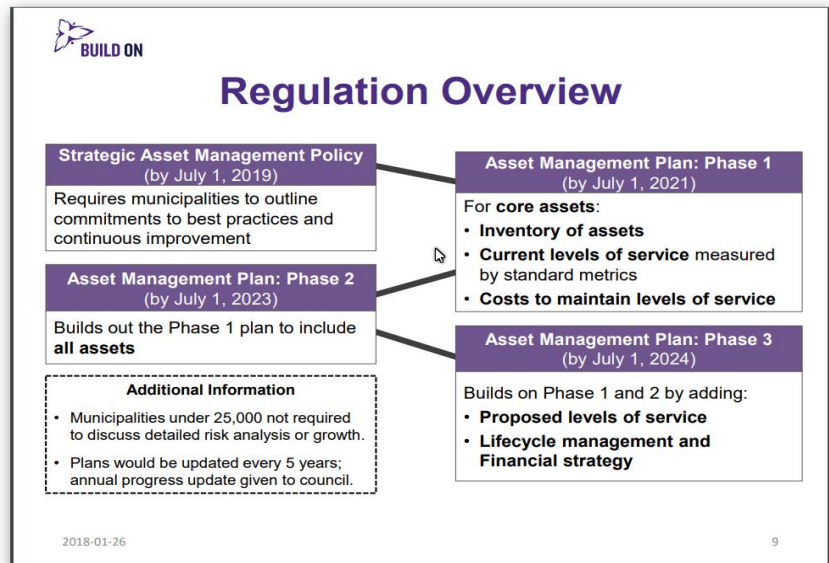 BUILD ON
Regulation Overview
Strategic Asset Management Policy
(by July 1, 2019)
Requires municipalities to outline
commitments to best practices and
continuous improvement
Asset Management Plan: Phase 1
(by July 1, 2021)
For core assets:
• Inventory of assets
• Current levels of service measured
by standard metrics
• Costs to maintain levels of service
Asset Management Plan: Phase 2
(by July 1, 2023)
Builds out the Phase 1 plan to include
all assets
Asset Management Plan: Phase 3
(by July 1, 2024)
Builds on Phase 1 and 2 by adding:
• Proposed levels of service
• Lifecycle management and
Financial strategy
Additional Information
• Municipalities under 25,000 not required
to discuss detailed risk analysis or growth.
• Plans would be updated every 5 years;
annual progress update given to council.
2018-01-26
9